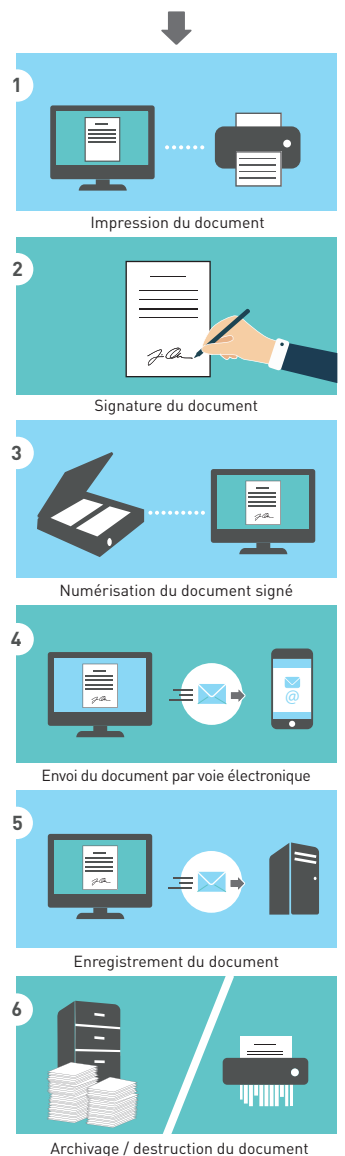 1
Impression du document
2
Signature du document
3
Numérisation du document signé
4
@
Envoi du document par voie électronique
5
Enregistrement du document
6
Archivage / destruction du document